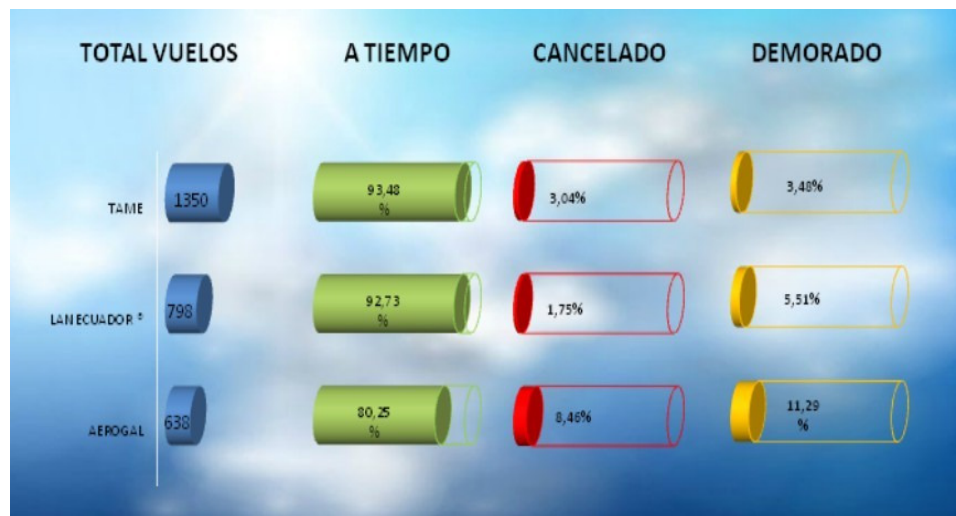 TOTAL VUELOS A TIEMPO CANCELADO DEMORADO
TAME 1350 93,48 % 3,04% 3,48%
LAN ECUADOR ® 798 92,73 % 1,75% 5,51%
AEROGAL 638 80,25 % 8,46% 11,29 %